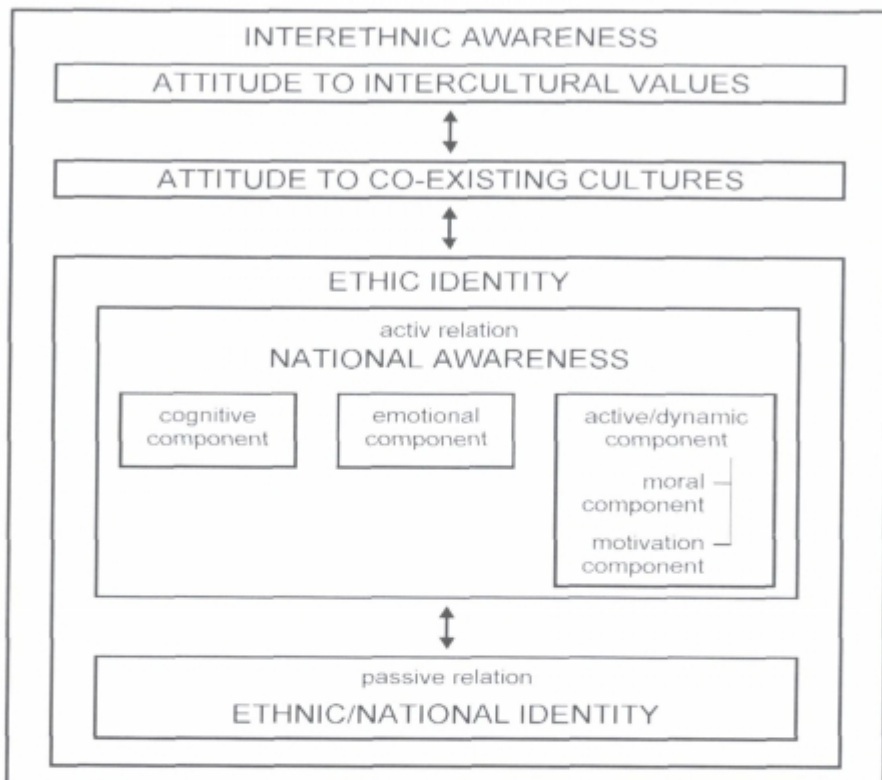 INTERETHNIC AWARENESS
ATTITUDE TO INTERCULTURAL VALUES
ATTITUDE TO CO-EXISTING CULTURES
ETHIC IDENTITY
activ relation
NATIONAL AWARENESS
cognitive
component
emotional
component
active/dynamic
component
moral
component
motivation
component
passive relation
ETHNIC/NATIONAL IDENTITY